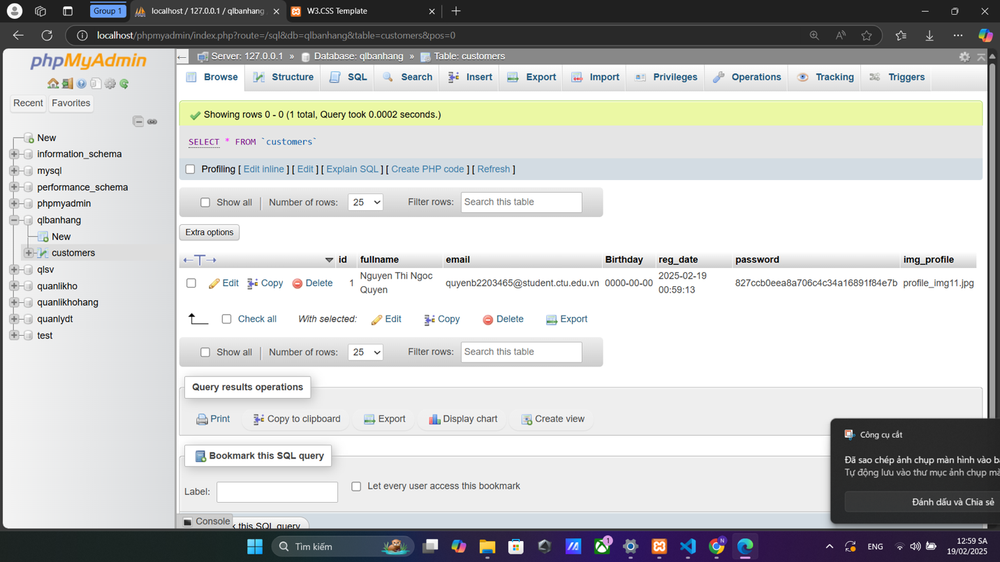 Group 1
localhost / 127.0.0.1 / qlbanhang
W3.CSS Template
localhost/phpmyadmin/index.php?route=/sql&db=qlbanhang&table=customers&pos=0
phpMyAdmin
Recent
Favorites
New
information_schema
mysql
performance_schema
phpmyadmin
qlbanhang
New
customers
qlsv
quanlikho
quanlikhohang
quanlydt
test
Server: 127.0.0.1 » Database: qlbanhang » Table: customers
Browse Structure SQL Search Insert Export Import Privileges Operations Tracking Triggers
Showing rows 0 - 0 (1 total, Query took 0.0002 seconds.)
SELECT * FROM `customers`
Profiling [ Edit inline ] [ Edit ] [ Explain SQL ] [ Create PHP code ] [ Refresh ]
Show all | Number of rows: 25 Filter rows: Search this table
Extra options
←T→ id fullname email Birthday reg_date password img_profile
Edit Copy Delete 1 Nguyen Thi Ngoc Quyen quyenb2203465@student.ctu.edu.vn 0000-00-00 2025-02-19 00:59:13 827ccb0eea8a706c4c34a16891f84e7b profile_img11.jpg
Check all With selected: Edit Copy Delete Export
Show all | Number of rows: 25 Filter rows: Search this table
Query results operations
Print Copy to clipboard Export Display chart Create view
Bookmark this SQL query
Label: Let every user access this bookmark
Console
k this SQL query
Công cụ cắt
Đã sao chép ảnh chụp màn hình vào
Tự động lưu vào thư mục ảnh chụp
Đánh dấu và Chia sẻ
Tìm kiếm
1
N
ENG
12:59 SA
19/02/2025